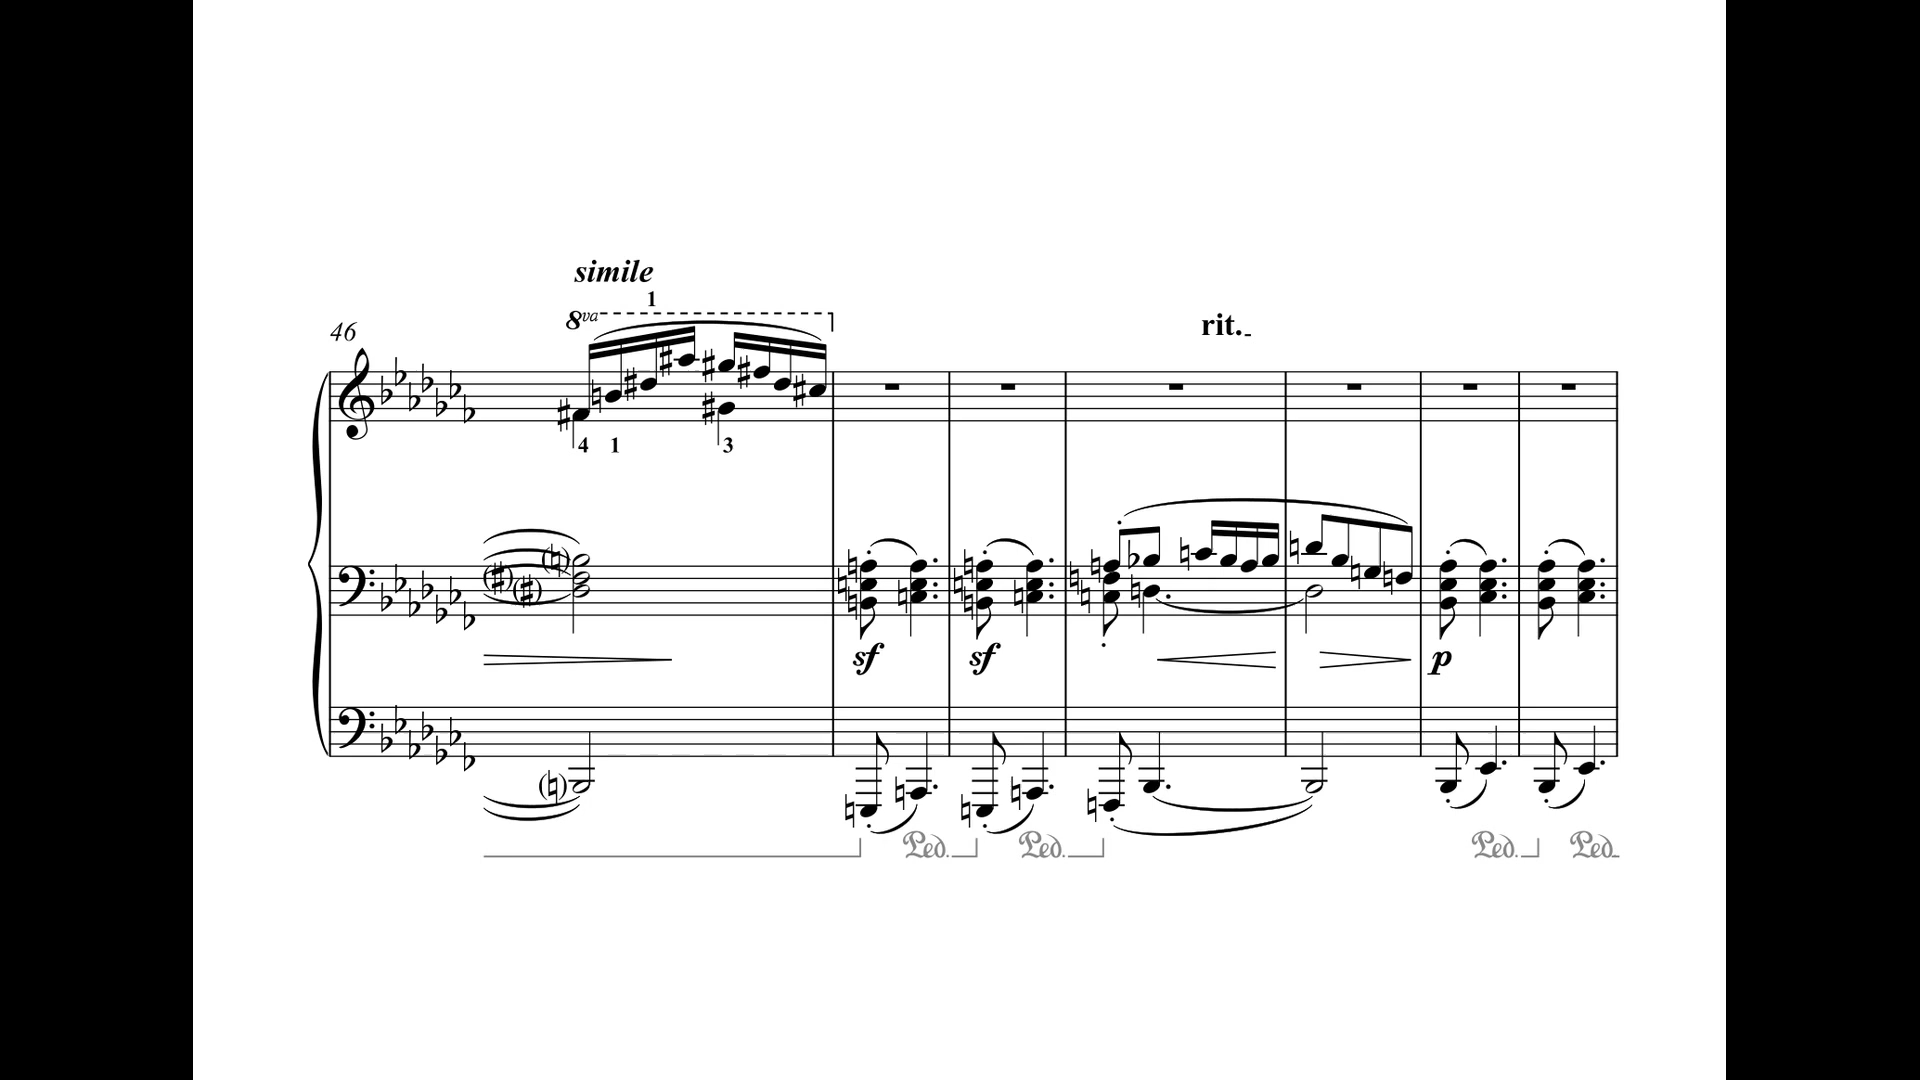 simile
1
8va
46
rit.
4 1 3
sf sf p
Ped. Ped. Ped. Ped.